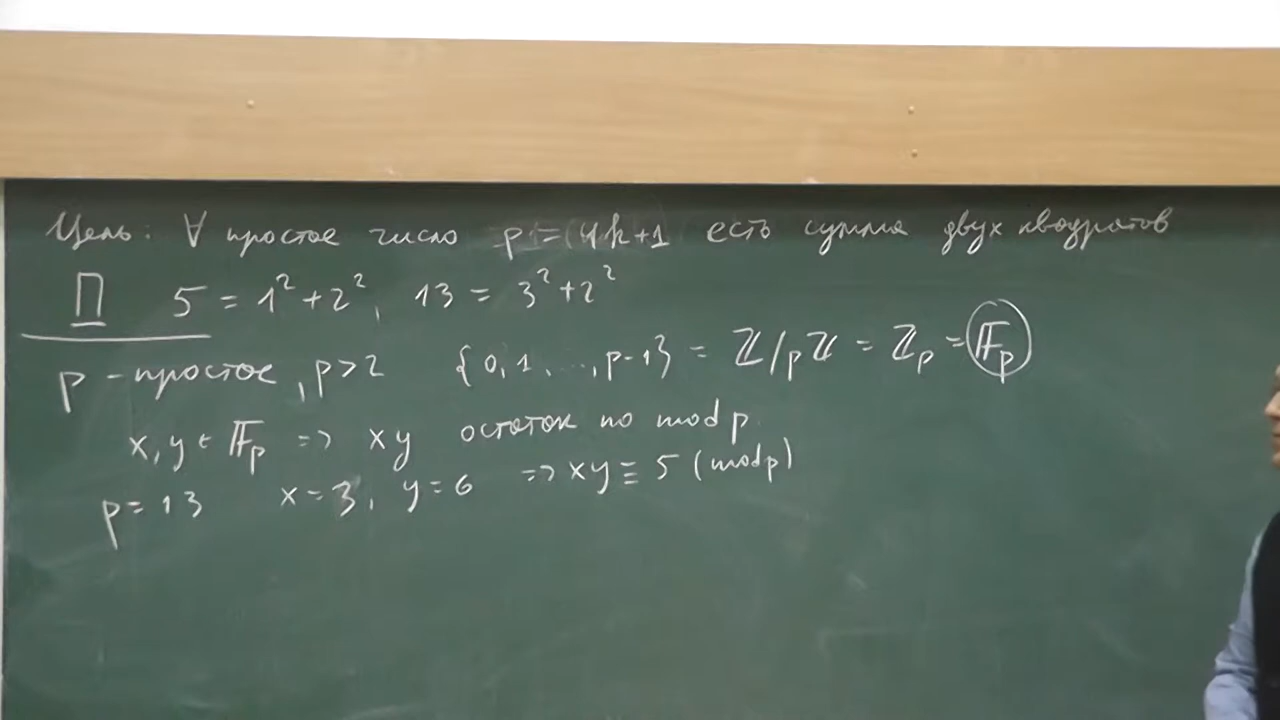 Цель: ∀ простое число p = (4k+1) есть сумма двух квадратов
П 5 = 1² + 2², 13 = 3² + 2²
p - простое, p > 2 {0, 1, ..., p-1} = ℤ/pℤ = ℤₚ = 𝔽ₚ
x, y ∈ 𝔽ₚ => xy остаток по mod p.
p = 13 x = 3, y = 6 => xy ≡ 5 (mod p)